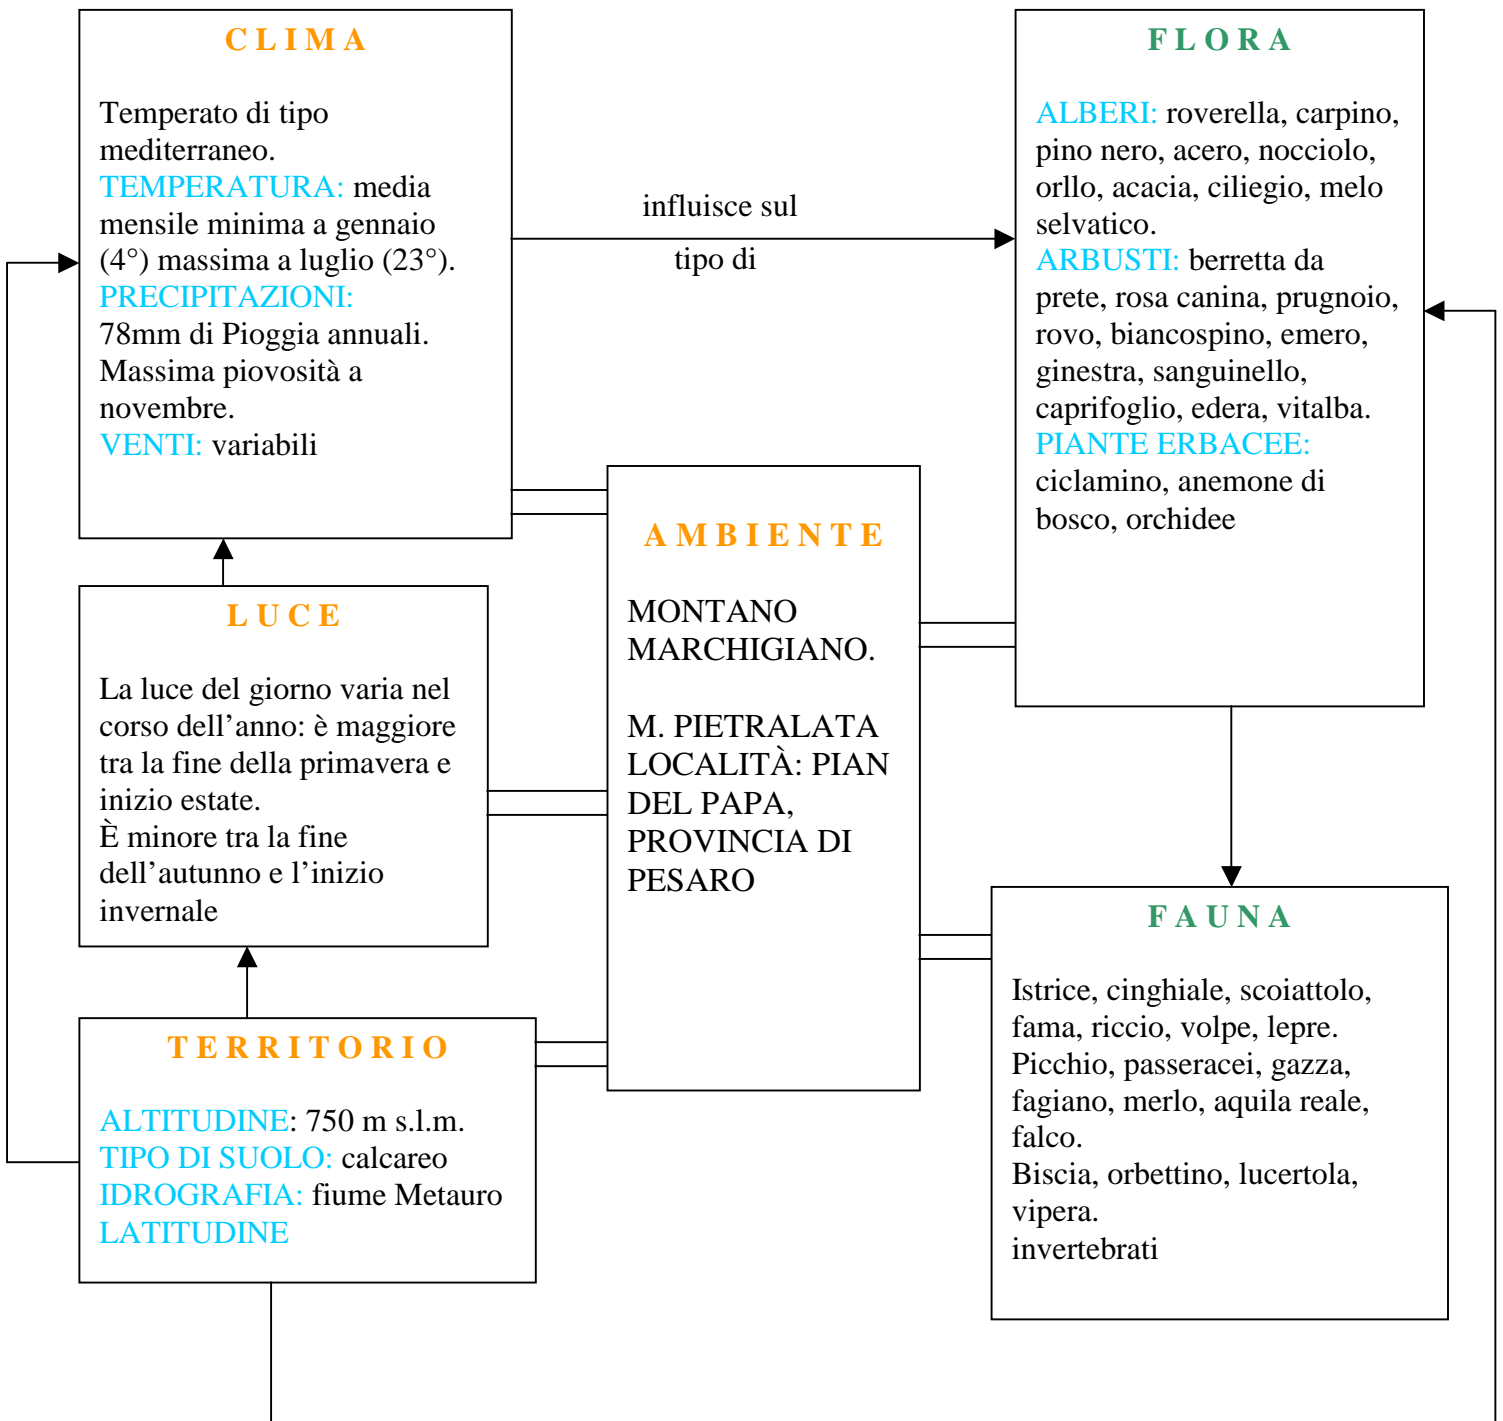 CLIMA
Temperato di tipo
mediterraneo.
TEMPERATURA: media
mensile minima a gennaio
(4°) massima a luglio (23°).
PRECIPITAZIONI:
78mm di Pioggia annuali.
Massima piovosità a
novembre.
VENTI: variabili
influisce sul
tipo di
FLORA
ALBERI: roverella, carpino,
pino nero, acero, nocciolo,
orllo, acacia, ciliegio, melo
selvatico.
ARBUSTI: berretta da
prete, rosa canina, prugnoio,
rovo, biancospino, emero,
ginestra, sanguinello,
caprifoglio, edera, vitalba.
PIANTE ERBACEE:
ciclamino, anemone di
bosco, orchidee
LUCE
La luce del giorno varia nel
corso dell’anno: è maggiore
tra la fine della primavera e
inizio estate.
È minore tra la fine
dell’autunno e l’inizio
invernale
AMBIENTE
MONTANO
MARCHIGIANO.
M. PIETRALATA
LOCALITÀ: PIAN
DEL PAPA,
PROVINCIA DI
PESARO
TERRITORIO
ALTITUDINE: 750 m s.l.m.
TIPO DI SUOLO: calcareo
IDROGRAFIA: fiume Metauro
LATITUDINE
FAUNA
Istrice, cinghiale, scoiattolo,
fama, riccio, volpe, lepre.
Picchio, passeracei, gazza,
fagiano, merlo, aquila reale,
falco.
Biscia, orbettino, lucertola,
vipera.
invertebrati